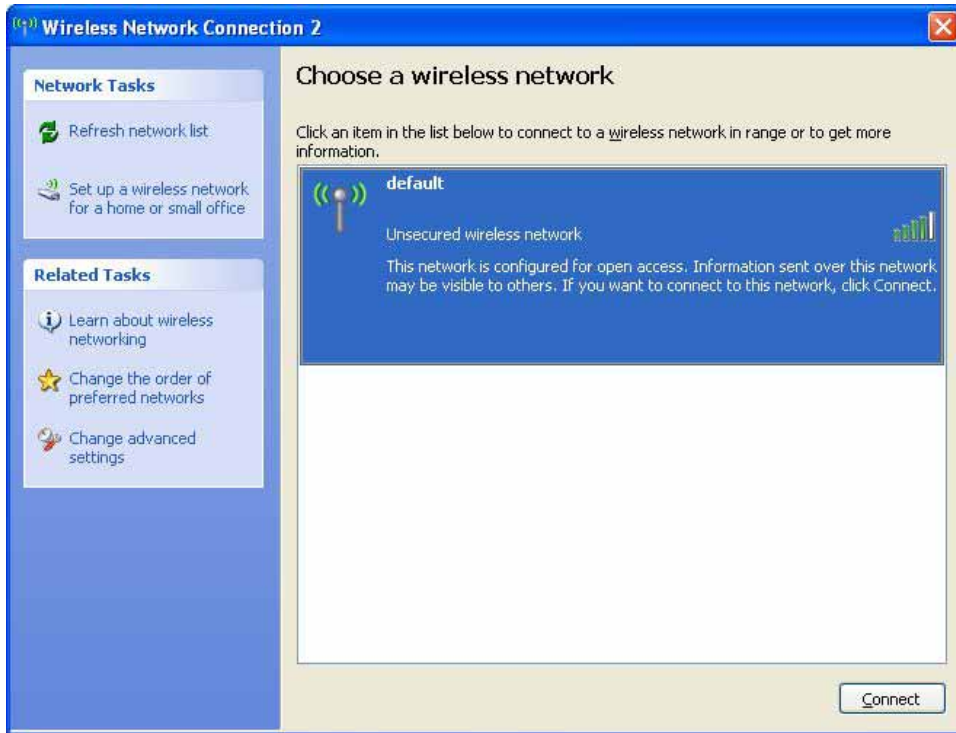 Wireless Network Connection 2
Network Tasks
Refresh network list
Set up a wireless network
for a home or small office
Related Tasks
Learn about wireless
networking
Change the order of
preferred networks
Change advanced
settings
Choose a wireless network
Click an item in the list below to connect to a wireless network in range or to get more
information.
default
Unsecured wireless network
This network is configured for open access. Information sent over this network
may be visible to others. If you want to connect to this network, click Connect.
Connect